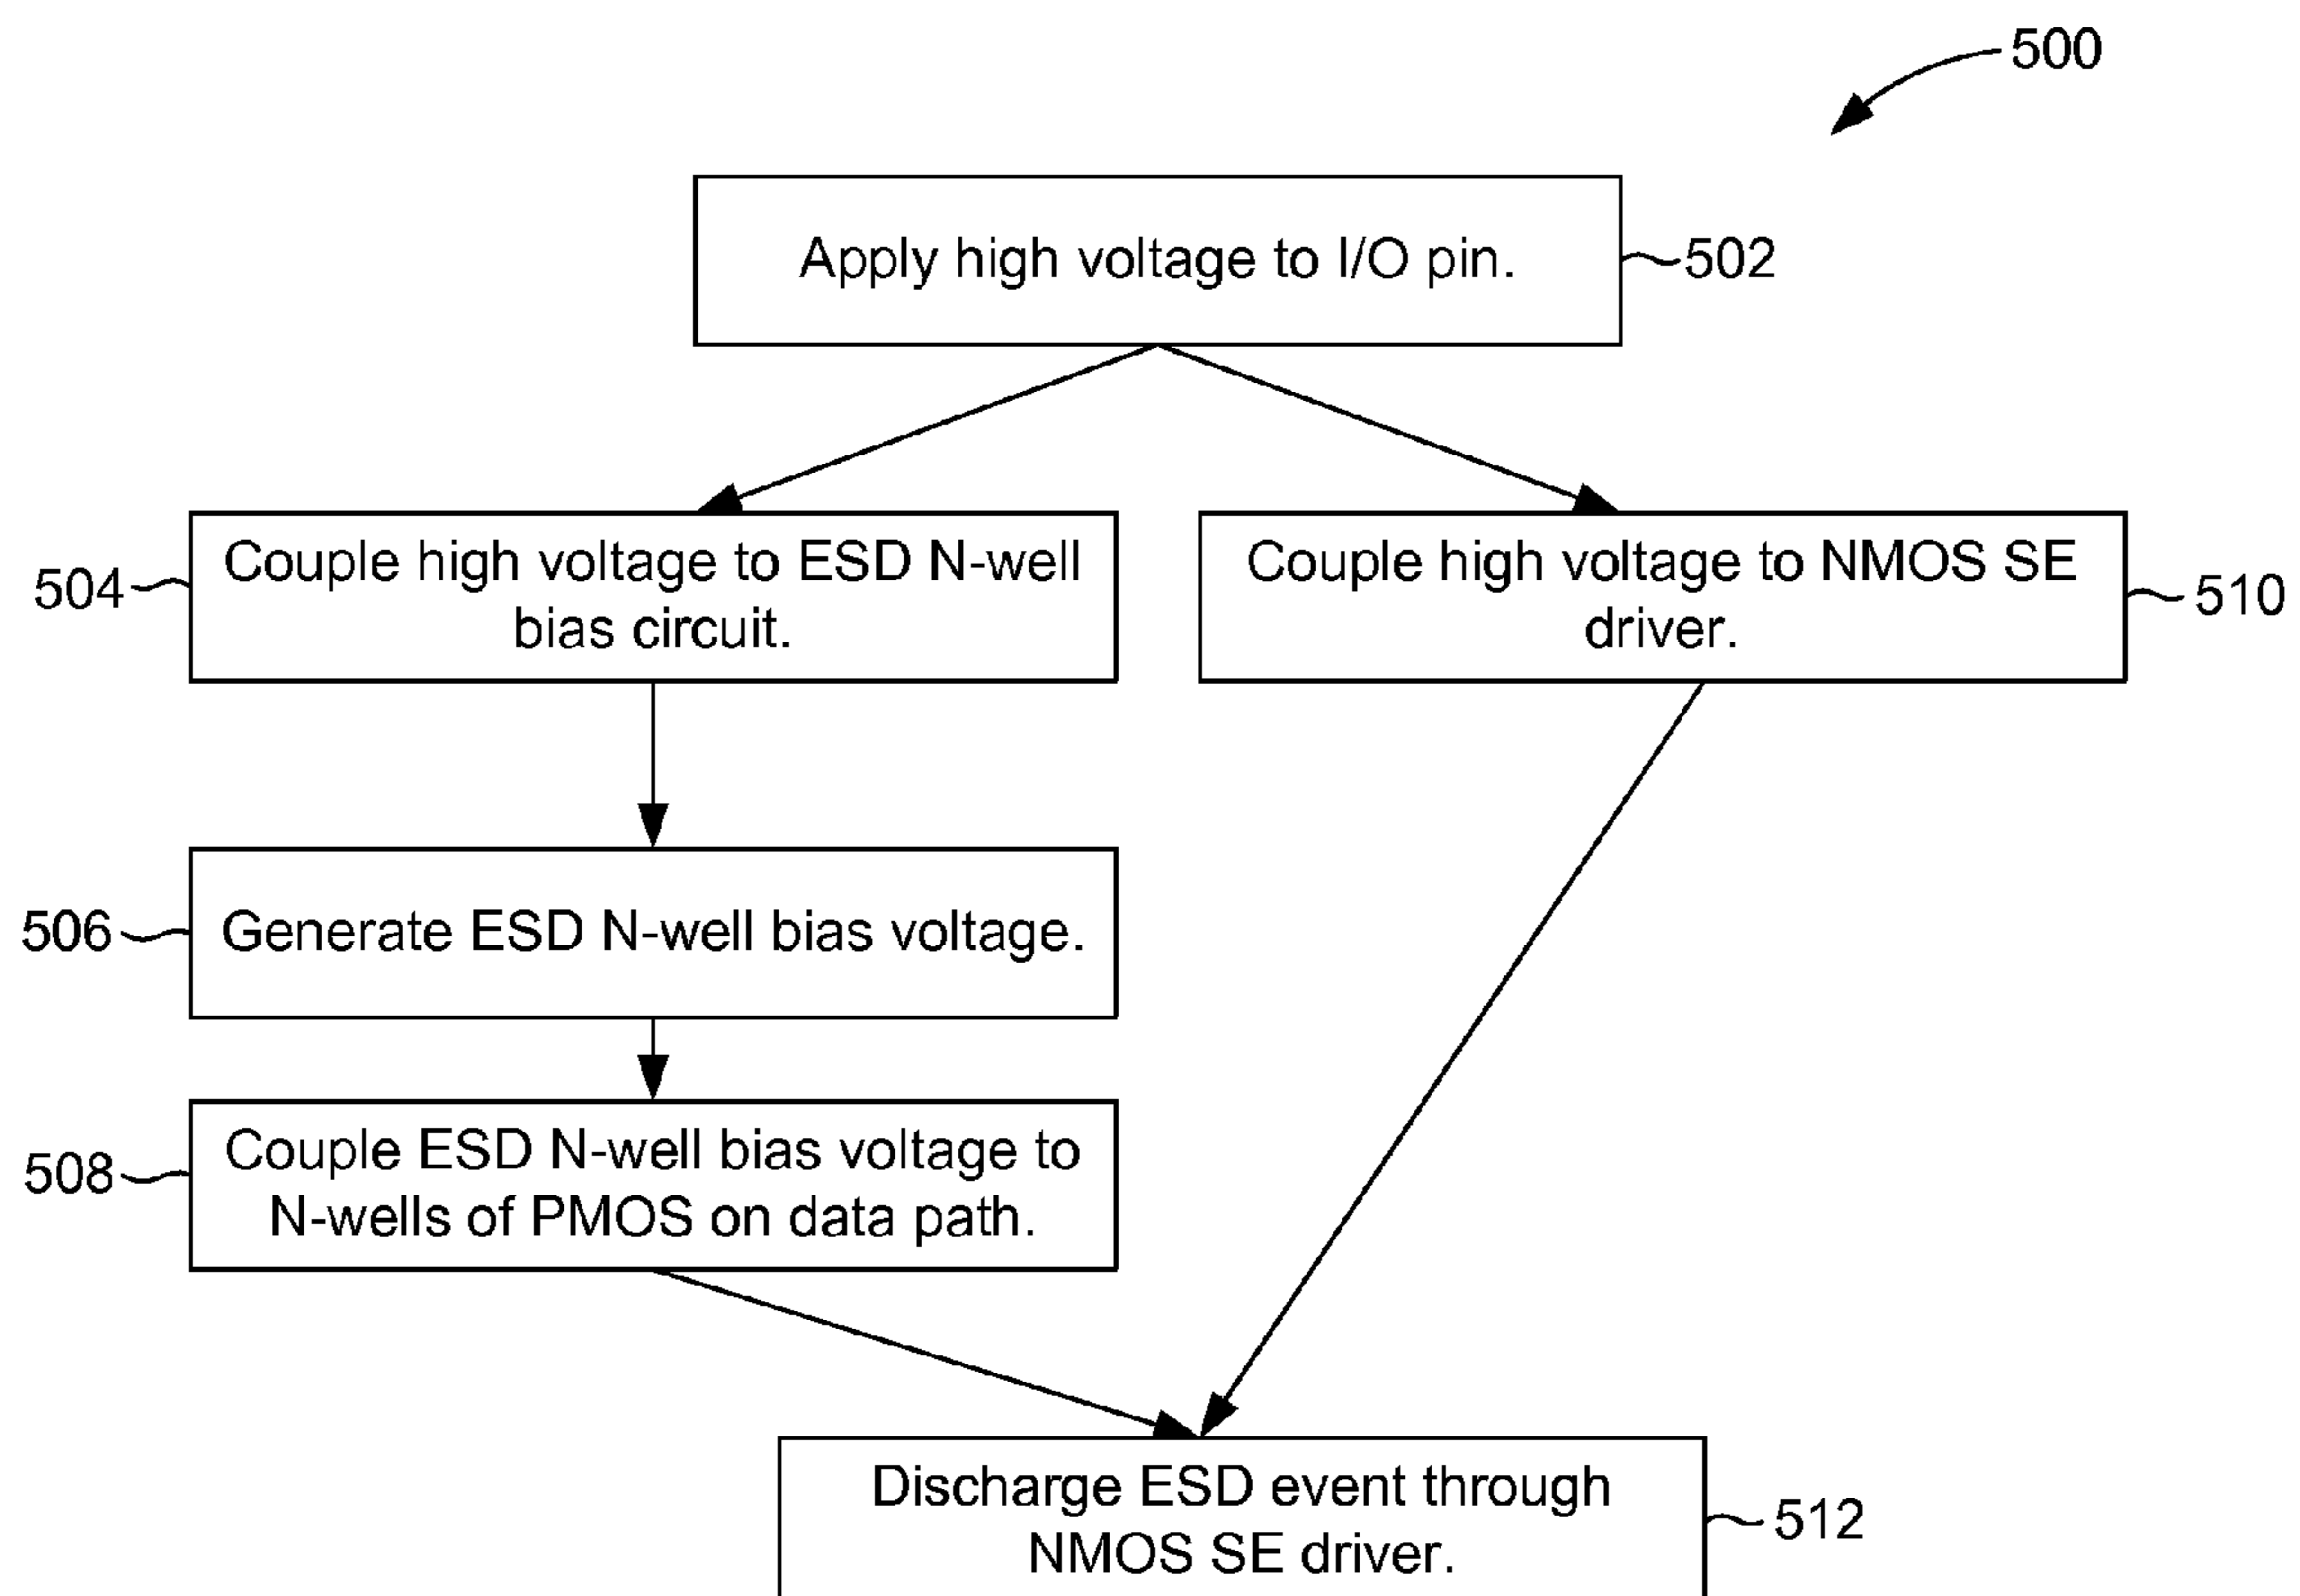 500
Apply high voltage to I/O pin.
502
Couple high voltage to ESD N-well
bias circuit.
504
Couple high voltage to NMOS SE
driver.
510
506
Generate ESD N-well bias voltage.
508
Couple ESD N-well bias voltage to
N-wells of PMOS on data path.
Discharge ESD event through
NMOS SE driver.
512